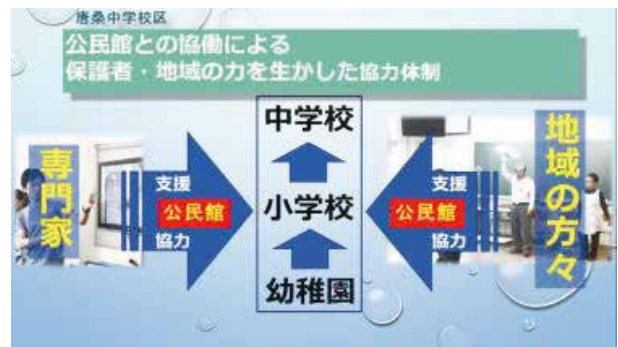 唐桑中学校区
公民館との協働による
保護者・地域の力を生かした協力体制
専門家
支援
公民館
協力
中学校
小学校
幼稚園
支援
公民館
協力
地域の方々